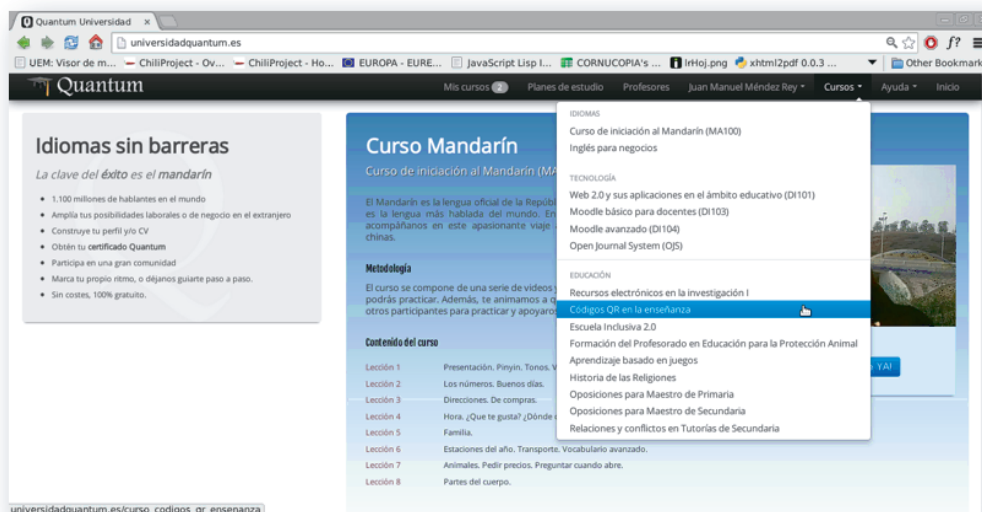 Quantum Universidad
universidadquantum.es
UEM: Visor de m...
ChiliProject - Ov...
ChiliProject - Ho...
EUROPA - EURE...
JavaScript Lisp I...
CORNUCOPIA's ...
IrHoj.png
xhtml2pdf 0.0.3 ...
Other Bookmark
Quantum
Mis cursos 2
Planes de estudio
Profesores
Juan Manuel Méndez Rey
Cursos
Ayuda
Inicio
Idiomas sin barreras
La clave del éxito es el mandarín
1.100 millones de hablantes en el mundo
Amplía tus posibilidades laborales o de negocio en el extranjero
Construye tu perfil y/o CV
Obtén tu certificado Quantum
Participa en una gran comunidad
Marca tu propio ritmo, o déjanos guiarte paso a paso.
Sin costes, 100% gratuito.
Curso Mandarín
Curso de iniciación al Mandarín (MA
El Mandarín es la lengua oficial de la Repúbl
es la lengua más hablada del mundo. En
acompáñanos en este apasionante viaje
chinas.
Metodología
El curso se compone de una serie de videos y
podrás practicar. Además, te animamos a q
otros participantes para practicar y apoyaros
Contenido del curso
Lección 1 Presentación. Pinyin. Tonos. V
Lección 2 Los números. Buenos días.
Lección 3 Direcciones. De compras.
Lección 4 Hora. ¿Que te gusta? ¿Dónde
Lección 5 Familia.
Lección 6 Estaciones del año. Transporte. Vocabulario avanzado.
Lección 7 Animales. Pedir precios. Preguntar cuando abre.
Lección 8 Partes del cuerpo.
IDIOMAS
Curso de iniciación al Mandarín (MA100)
Inglés para negocios
TECNOLOGÍA
Web 2.0 y sus aplicaciones en el ámbito educativo (DI101)
Moodle básico para docentes (DI103)
Moodle avanzado (DI104)
Open Journal System (OJS)
EDUCACIÓN
Recursos electrónicos en la investigación I
Códigos QR en la enseñanza
Escuela Inclusiva 2.0
Formación del Profesorado en Educación para la Protección Animal
Aprendizaje basado en juegos
Historia de las Religiones
Oposiciones para Maestro de Primaria
Oposiciones para Maestro de Secundaria
Relaciones y conflictos en Tutorías de Secundaria
YA!
universidadquantum.es/curso_codigos_qr_ensenanza